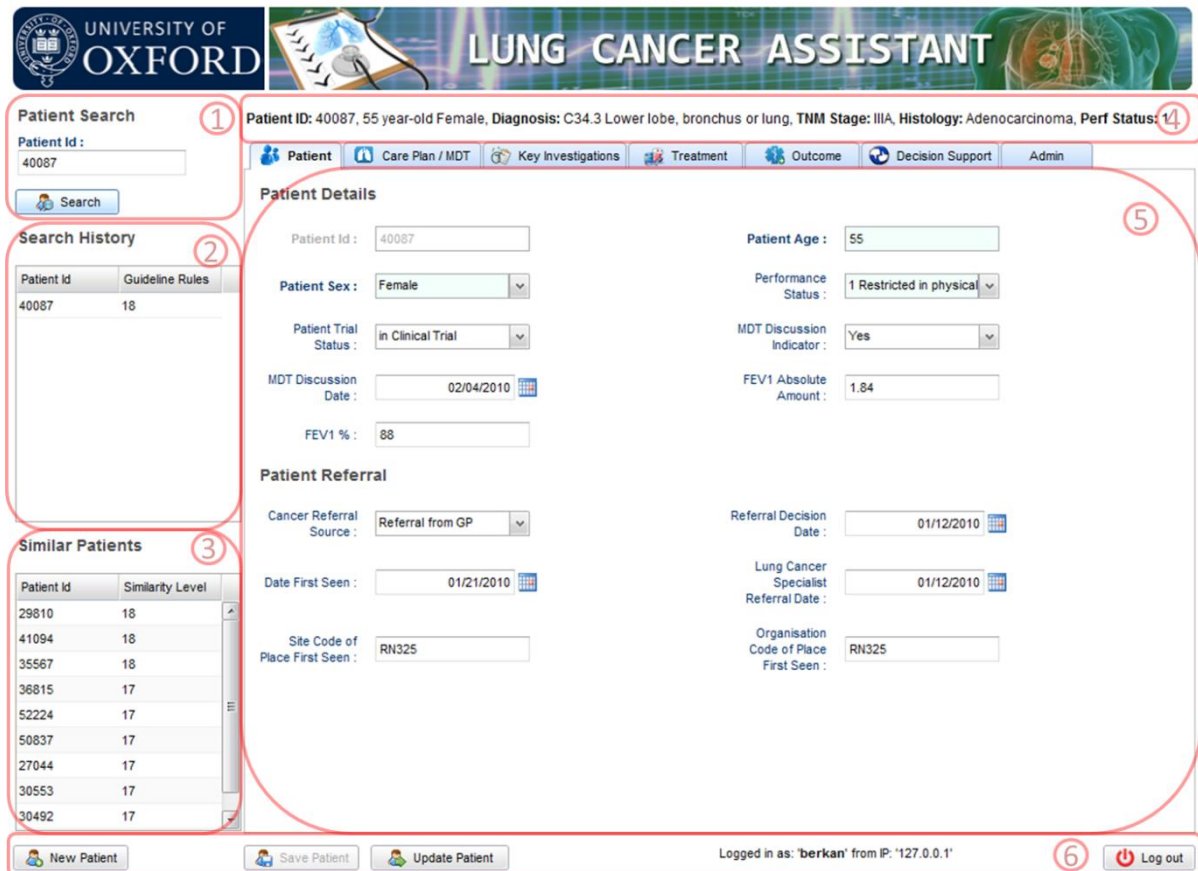 UNIVERSITY OF
OXFORD
LUNG CANCER ASSISTANT
Patient Search
①
Patient Id :
40087
Search
Search History
②
Patient Id Guideline Rules
40087 18
Similar Patients
③
Patient Id Similarity Level
29810 18
41094 18
35567 18
36815 17
52224 17
50837 17
27044 17
30553 17
30492 17
Patient ID: 40087, 55 year-old Female, Diagnosis: C34.3 Lower lobe, bronchus or lung, TNM Stage: IIIA, Histology: Adenocarcinoma, Perf Status: 1
④
Patient Care Plan / MDT Key Investigations Treatment Outcome Decision Support Admin
⑤
Patient Details
Patient Id : 40087 Patient Age : 55
Patient Sex : Female Performance
Status : 1 Restricted in physical
Patient Trial
Status : in Clinical Trial MDT Discussion
Indicator : Yes
MDT Discussion
Date : 02/04/2010 FEV1 Absolute
Amount : 1.84
FEV1 % : 88
Patient Referral
Cancer Referral
Source : Referral from GP Referral Decision
Date : 01/12/2010
Date First Seen : 01/21/2010 Lung Cancer
Specialist
Referral Date : 01/12/2010
Site Code of
Place First Seen : RN325 Organisation
Code of Place
First Seen : RN325
New Patient Save Patient Update Patient Logged in as: 'berkan' from IP: '127.0.0.1' ⑥ Log out